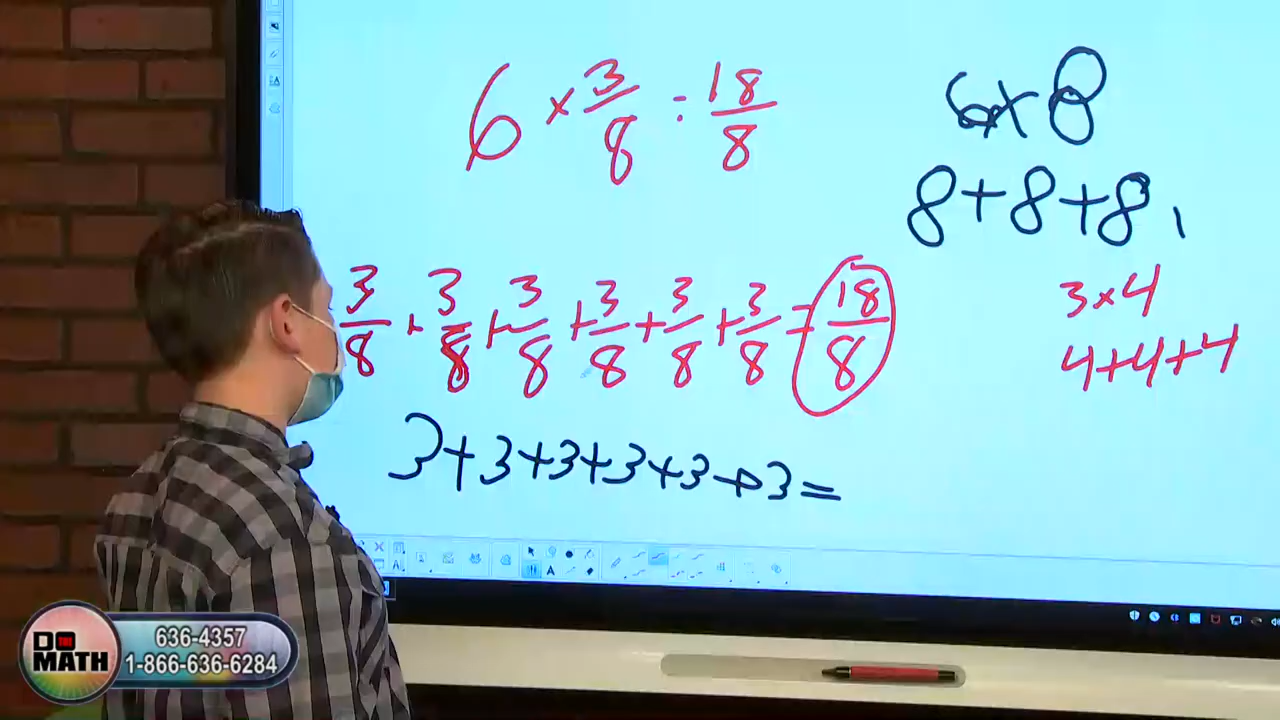 6 × 3/8 = 18/8
6 × 8
8+8+8+
3/8 + 3/8 + 3/8 + 3/8 + 3/8 + 3/8 = 18/8
3×4
4+4+4
3+3+3+3+3+3=
DO THE MATH
636-4357
1-866-636-6284